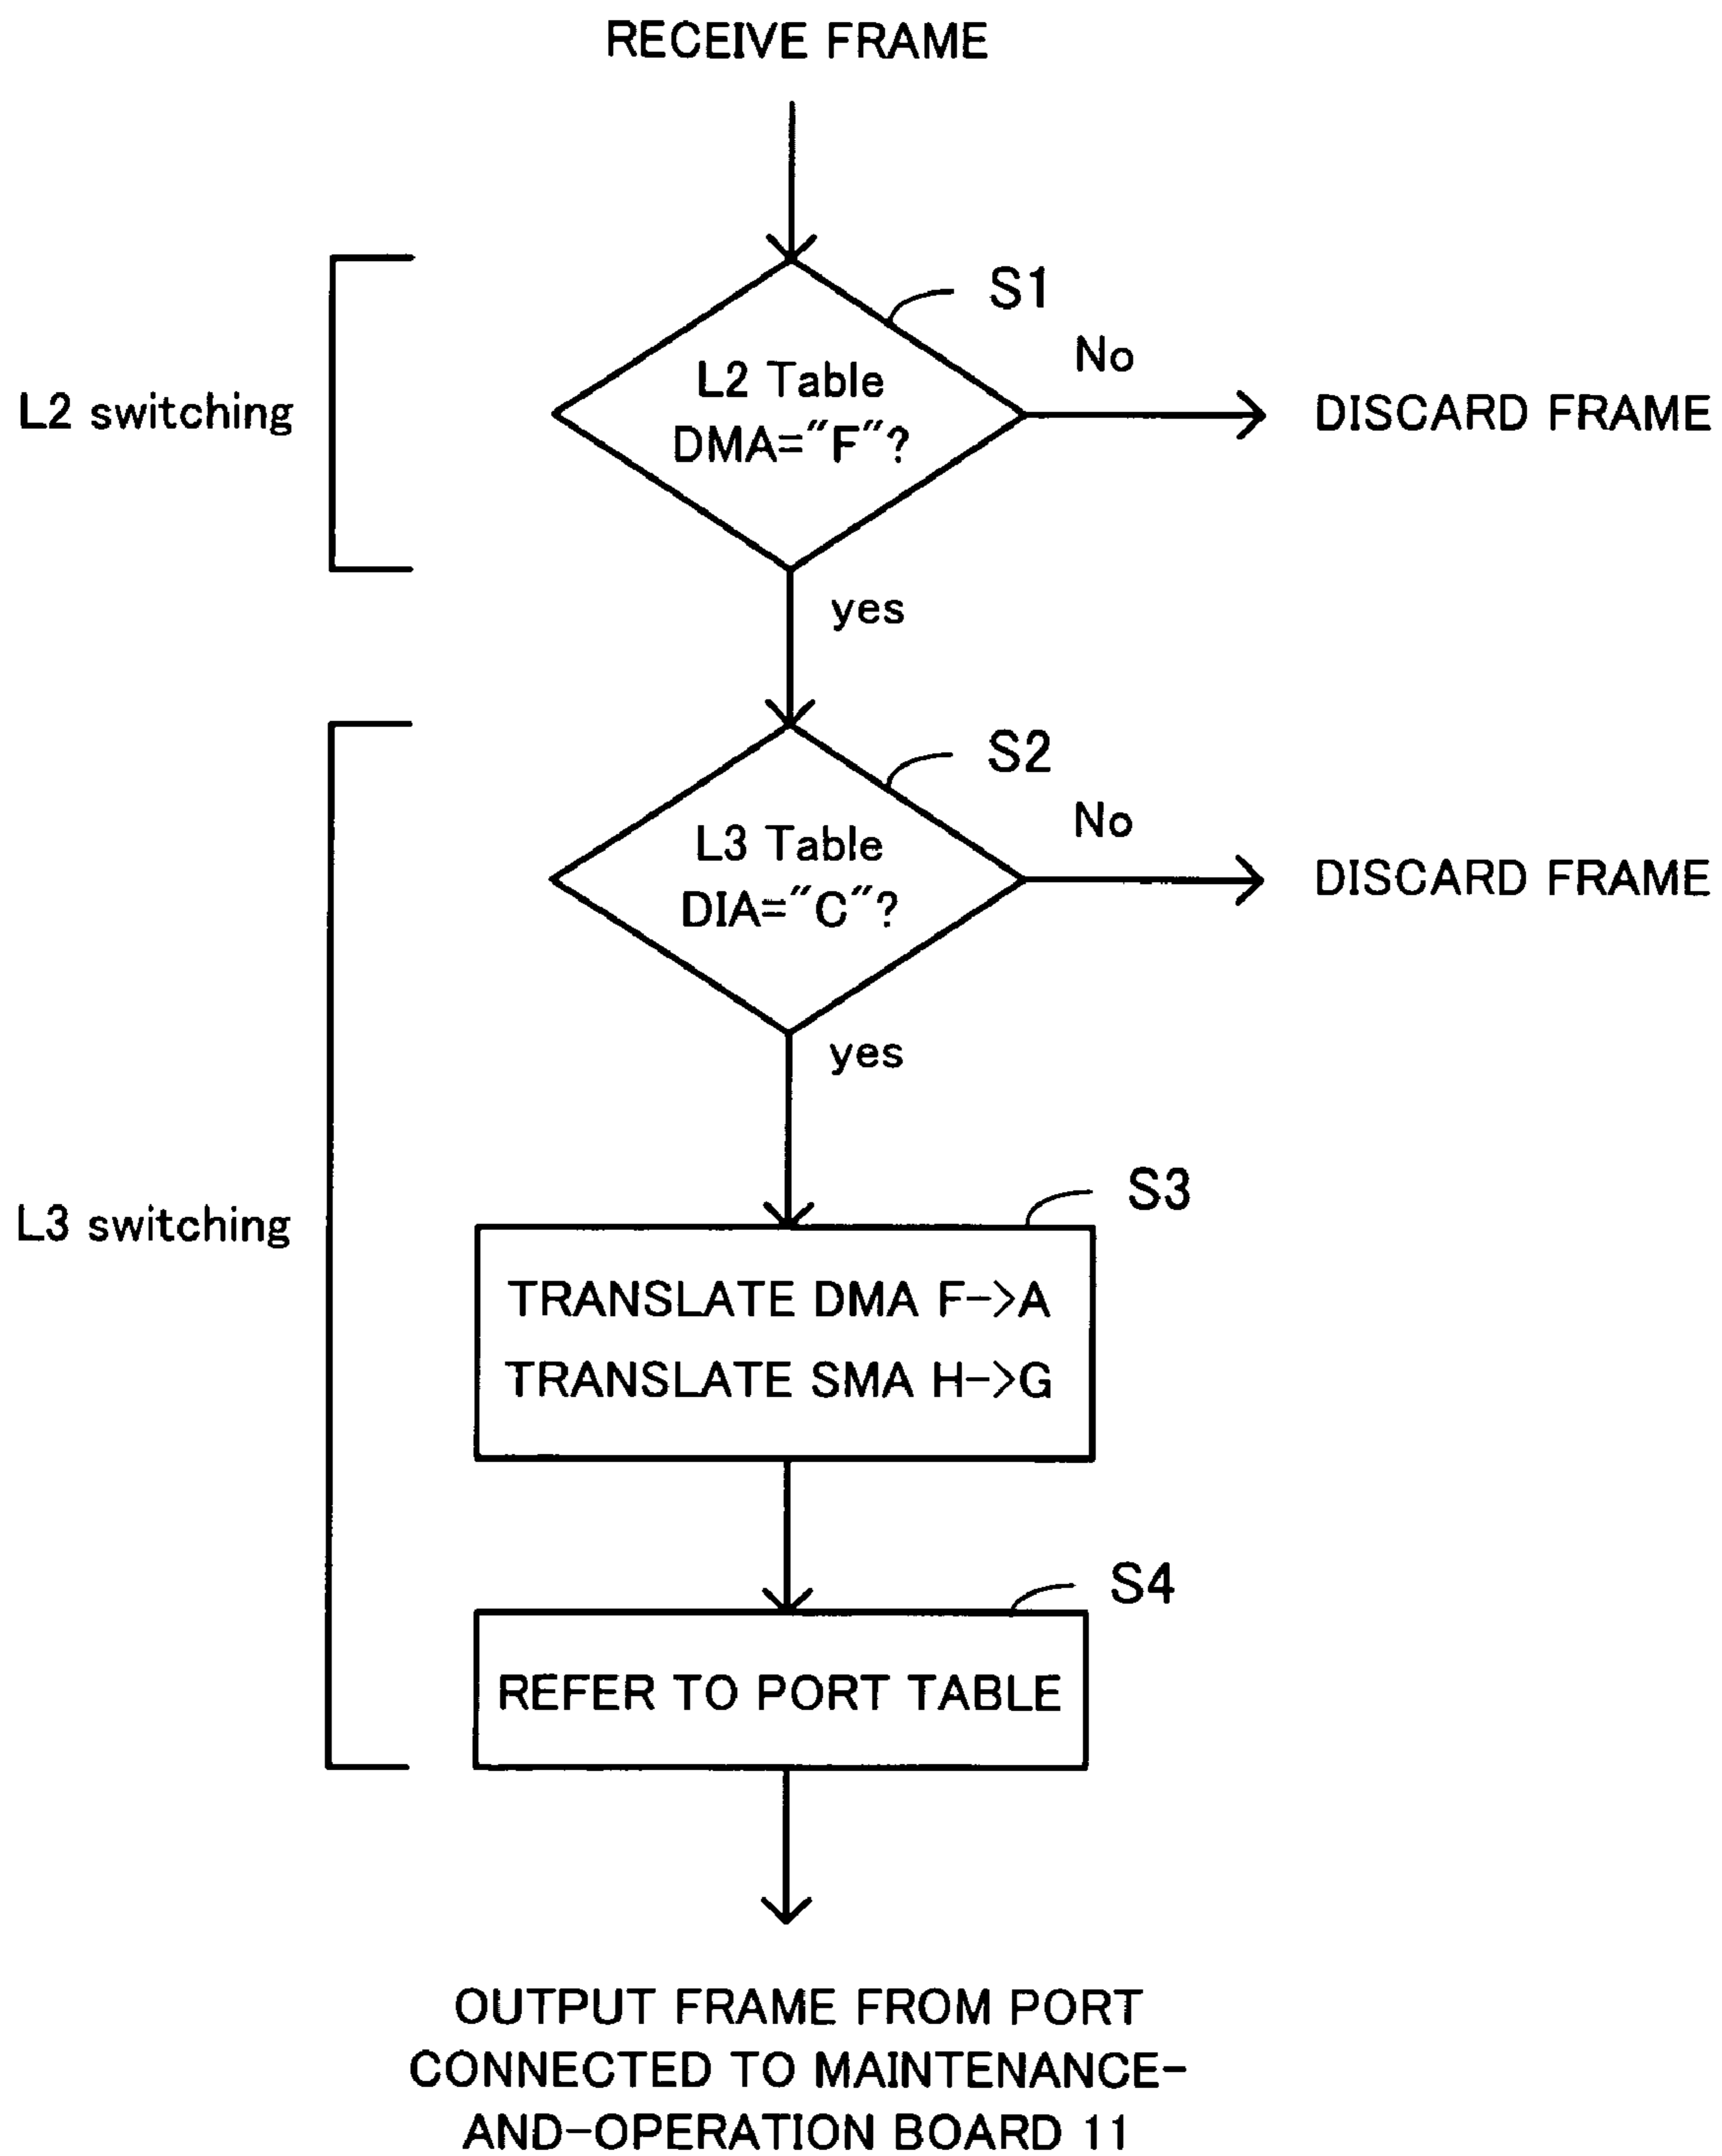 RECEIVE FRAME
S1
No
L2 Table
DMA="F"?
L2 switching
DISCARD FRAME
yes
S2
No
L3 Table
DIA="C"?
DISCARD FRAME
yes
S3
L3 switching
TRANSLATE DMA F->A
TRANSLATE SMA H->G
S4
REFER TO PORT TABLE
OUTPUT FRAME FROM PORT
CONNECTED TO MAINTENANCE-
AND-OPERATION BOARD 11